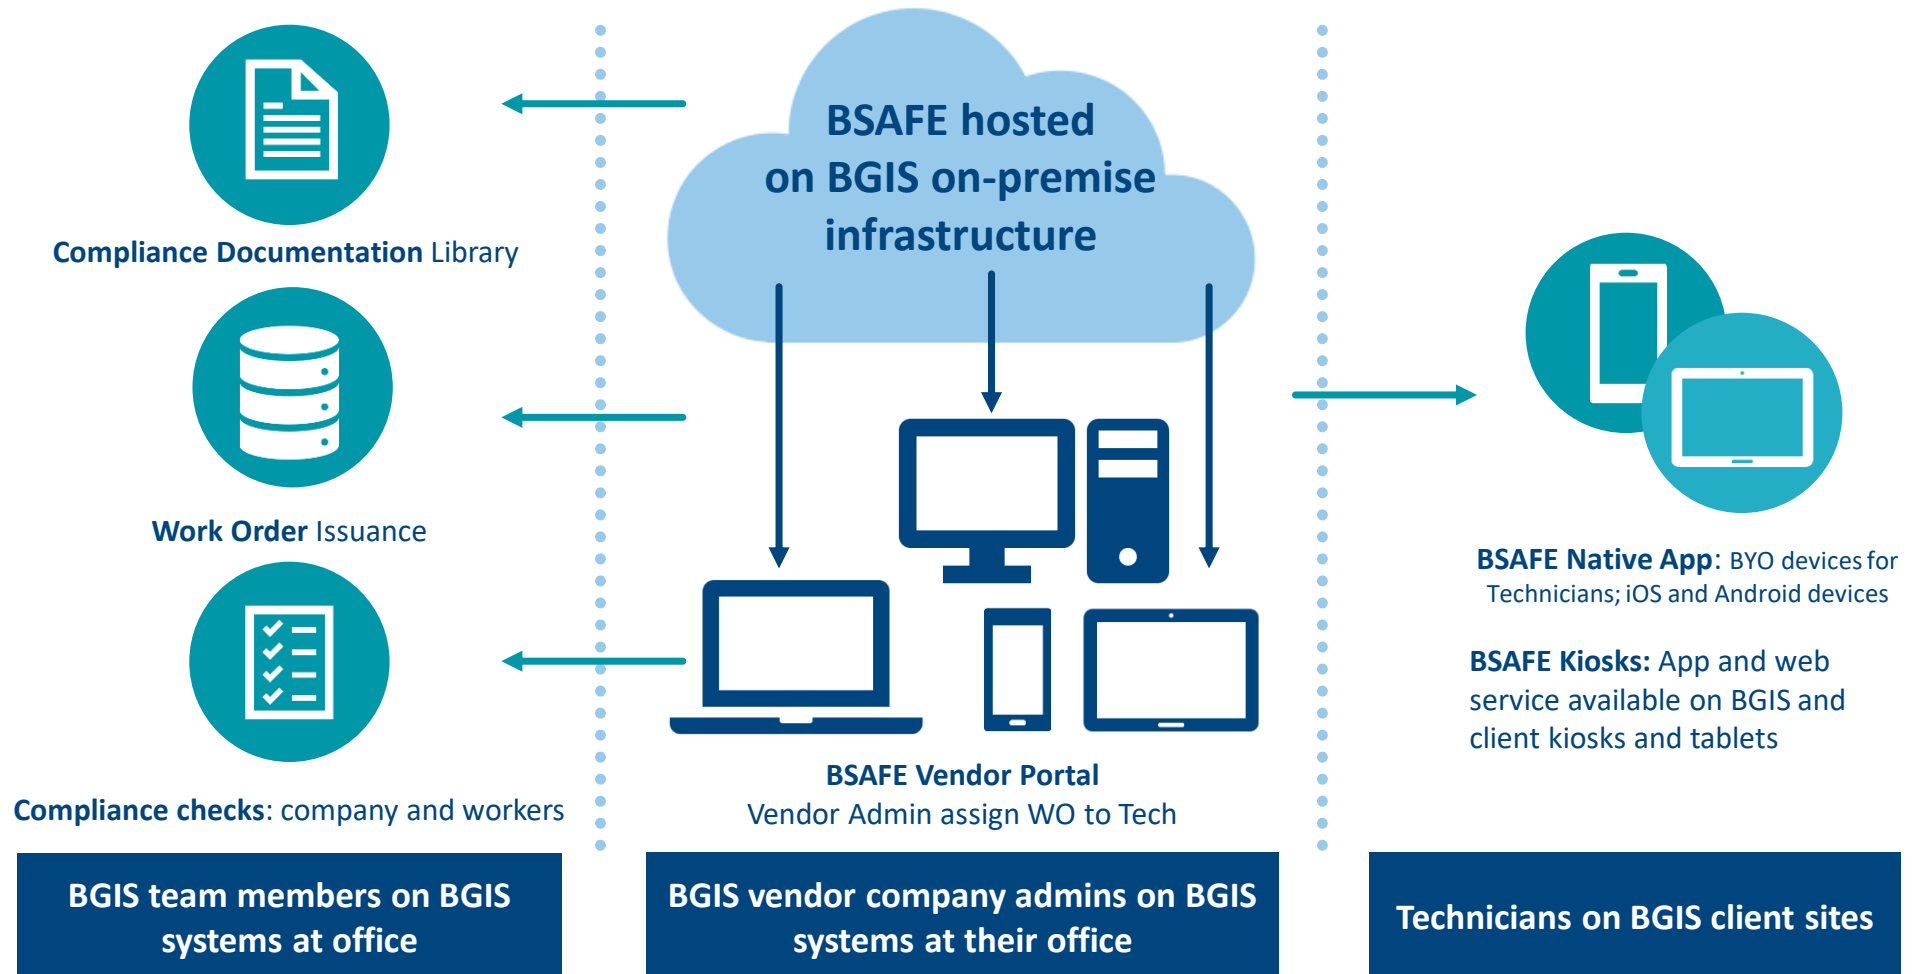 BSAFE hosted
on BGIS on-premise
infrastructure
Compliance Documentation Library
Work Order Issuance
Compliance checks: company and workers
BGIS team members on BGIS
systems at office
BSAFE Vendor Portal
Vendor Admin assign WO to Tech
BGIS vendor company admins on BGIS
systems at their office
BSAFE Native App: BYO devices for
Technicians; iOS and Android devices
BSAFE Kiosks: App and web
service available on BGIS and
client kiosks and tablets
Technicians on BGIS client sites